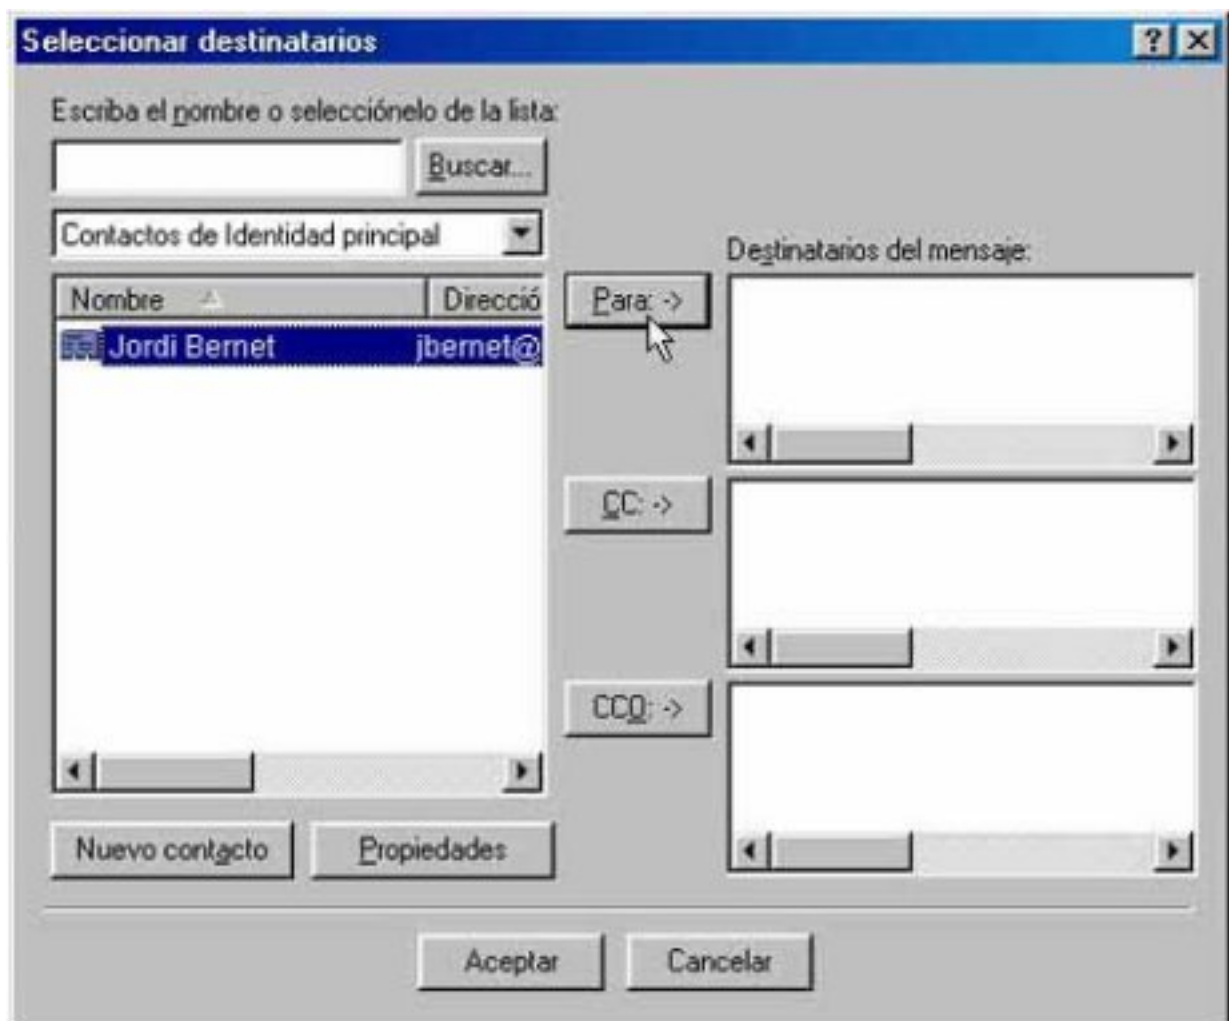 Seleccionar destinatarios
Escriba el nombre o selecciónelo de la lista:
Buscar...
Contactos de Identidad principal
Nombre Direcció
Jordi Bernet jbernet@
Nuevo contacto Propiedades
Para: ->
CC: ->
CCO: ->
Destinatarios del mensaje:
Aceptar Cancelar